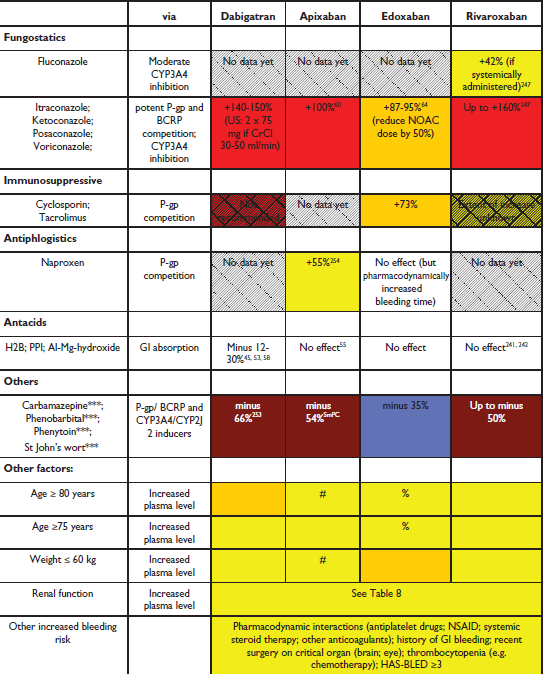 via Dabigatran Apixaban Edoxaban Rivaroxaban
Fungostatics
Fluconazole Moderate CYP3A4 inhibition No data yet No data yet No data yet +42% (if systemically administered)247
Itraconazole; Ketoconazole; Posaconazole; Voriconazole; potent P-gp and BCRP competition; CYP3A4 inhibition +140-150% (US: 2 x 75 mg if CrCl 30-50 ml/min) +100%60 +87-95%64 (reduce NOAC dose by 50%) Up to +160%247
Immunosuppressive
Cyclosporin; Tacrolimus P-gp competition recommended No data yet +73% unknown
Antiphlogistics
Naproxen P-gp competition No data yet +55%254 No effect (but pharmacodynamically increased bleeding time) No data yet
Antacids
H2B; PPI; Al-Mg-hydroxide GI absorption Minus 12-30%45, 53, 58 No effect55 No effect No effect241, 242
Others
Carbamazepine***; Phenobarbital***; Phenytoin***; St John's wort*** P-gp/ BCRP and CYP3A4/CYP2J 2 inducers minus 66%253 minus 54%SmPC minus 35% Up to minus 50%
Other factors:
Age ≥ 80 years Increased plasma level # %
Age ≥75 years Increased plasma level %
Weight ≤ 60 kg Increased plasma level #
Renal function Increased plasma level See Table 8
Other increased bleeding risk Pharmacodynamic interactions (antiplatelet drugs; NSAID; systemic steroid therapy; other anticoagulants); history of GI bleeding; recent surgery on critical organ (brain; eye); thrombocytopenia (e.g. chemotherapy); HAS-BLED ≥3